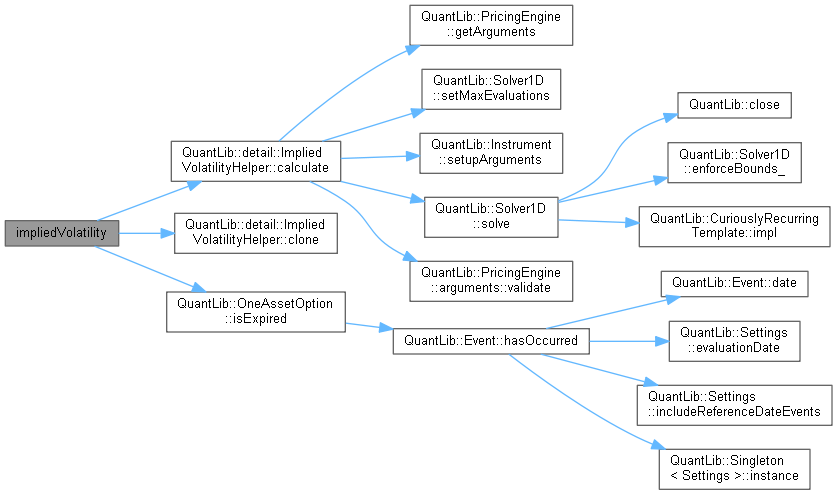 impliedVolatility
QuantLib::detail::Implied
VolatilityHelper::calculate
QuantLib::detail::Implied
VolatilityHelper::clone
QuantLib::OneAssetOption
::isExpired
QuantLib::PricingEngine
::getArguments
QuantLib::Solver1D
::setMaxEvaluations
QuantLib::Instrument
::setupArguments
QuantLib::Solver1D
::solve
QuantLib::PricingEngine
::arguments::validate
QuantLib::Event::hasOccurred
QuantLib::close
QuantLib::Solver1D
::enforceBounds_
QuantLib::CuriouslyRecurring
Template::impl
QuantLib::Event::date
QuantLib::Settings
::evaluationDate
QuantLib::Settings
::includeReferenceDateEvents
QuantLib::Singleton
< Settings >::instance